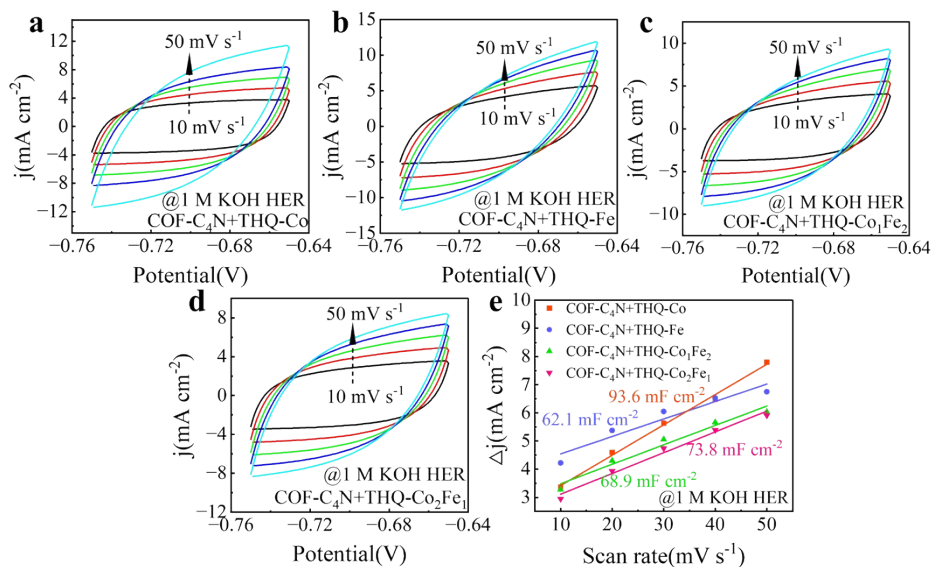 a
12
8
4
0
−4
−8
−12
j(mA cm⁻²)
50 mV s⁻¹
10 mV s⁻¹
@1 M KOH HER
COF-C₄N+THQ-Co
−0.76 −0.72 −0.68 −0.64
Potential(V)
b
15
10
5
0
−5
−10
−15
j(mA cm⁻²)
50 mV s⁻¹
10 mV s⁻¹
@1 M KOH HER
COF-C₄N+THQ-Fe
−0.76 −0.72 −0.68 −0.64
Potential(V)
c
10
5
0
−5
−10
j(mA cm⁻²)
50 mV s⁻¹
10 mV s⁻¹
@1 M KOH HER
COF-C₄N+THQ-Co₁Fe₂
−0.76 −0.72 −0.68 −0.64
Potential(V)
d
12
8
4
0
−4
−8
−12
j(mA cm⁻²)
50 mV s⁻¹
10 mV s⁻¹
@1 M KOH HER
COF-C₄N+THQ-Co₂Fe₁
−0.76 −0.72 −0.68 −0.64
Potential(V)
e
10
9
8
7
6
5
4
3
Δj(mA cm⁻²)
COF-C₄N+THQ-Co
COF-C₄N+THQ-Fe
COF-C₄N+THQ-Co₁Fe₂
COF-C₄N+THQ-Co₂Fe₁
93.6 mF cm⁻²
62.1 mF cm⁻²
73.8 mF cm⁻²
68.9 mF cm⁻²
@1 M KOH HER
10 20 30 40 50
Scan rate(mV s⁻¹)